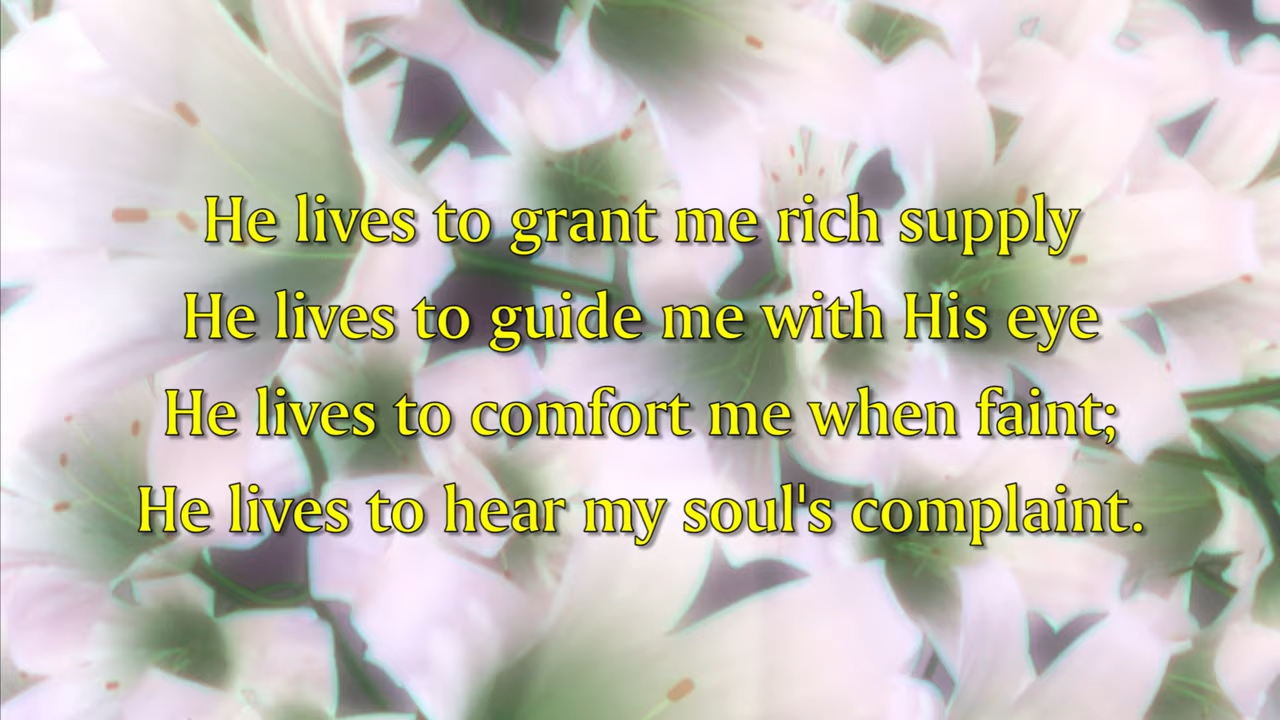 He lives to grant me rich supply
He lives to guide me with His eye
He lives to comfort me when faint;
He lives to hear my soul's complaint.